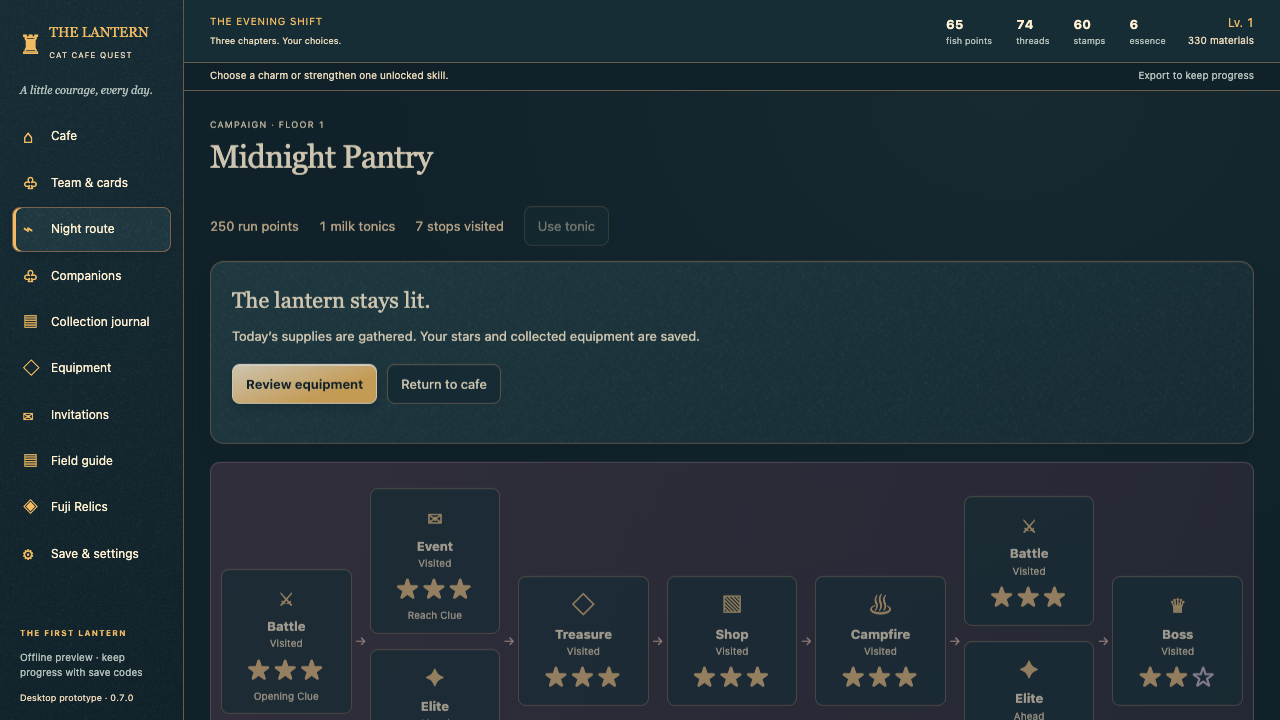 THE LANTERN
CAT CAFE QUEST
A little courage, every day.
Cafe
Team & cards
Night route
Companions
Collection journal
Equipment
Invitations
Field guide
Fuji Relics
Save & settings
THE FIRST LANTERN
Offline preview · keep
progress with save codes
Desktop prototype · 0.7.0
THE EVENING SHIFT
Three chapters. Your choices.
65
fish points
74
threads
60
stamps
6
essence
Lv. 1
330 materials
Choose a charm or strengthen one unlocked skill.
Export to keep progress
CAMPAIGN · FLOOR 1
Midnight Pantry
250 run points
1 milk tonics
7 stops visited
Use tonic
The lantern stays lit.
Today's supplies are gathered. Your stars and collected equipment are saved.
Review equipment
Return to cafe
Battle
Visited
Opening Clue
Event
Visited
Reach Clue
Elite
Treasure
Visited
Shop
Visited
Campfire
Visited
Battle
Visited
Elite
Ahead
Boss
Visited